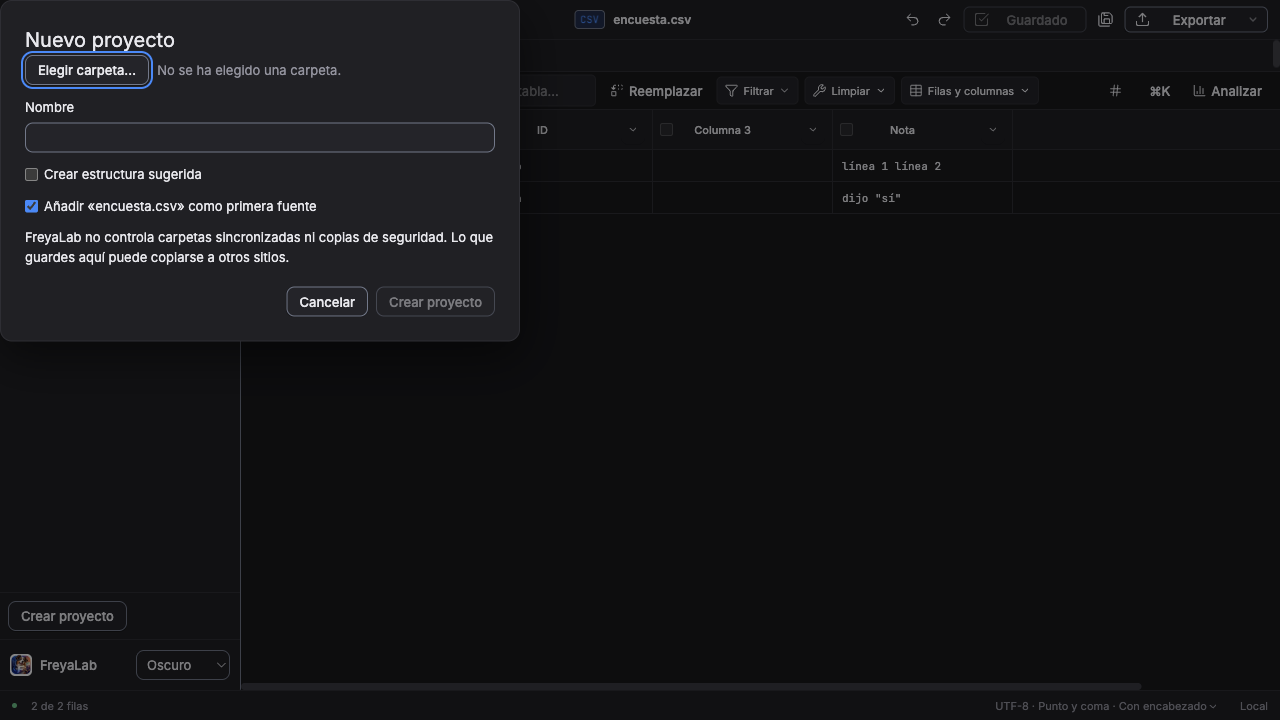 Nuevo proyecto
Elegir carpeta... No se ha elegido una carpeta.
Nombre
Crear estructura sugerida
Añadir «encuesta.csv» como primera fuente
FreyaLab no controla carpetas sincronizadas ni copias de seguridad. Lo que
guardes aquí puede copiarse a otros sitios.
Cancelar Crear proyecto
CSV encuesta.csv Guardado Exportar
tabla... Reemplazar Filtrar Limpiar Filas y columnas # ⌘K Analizar
ID Columna 3 Nota
línea 1 línea 2
dijo "sí"
Crear proyecto
FreyaLab Oscuro
2 de 2 filas UTF-8 · Punto y coma · Con encabezado Local